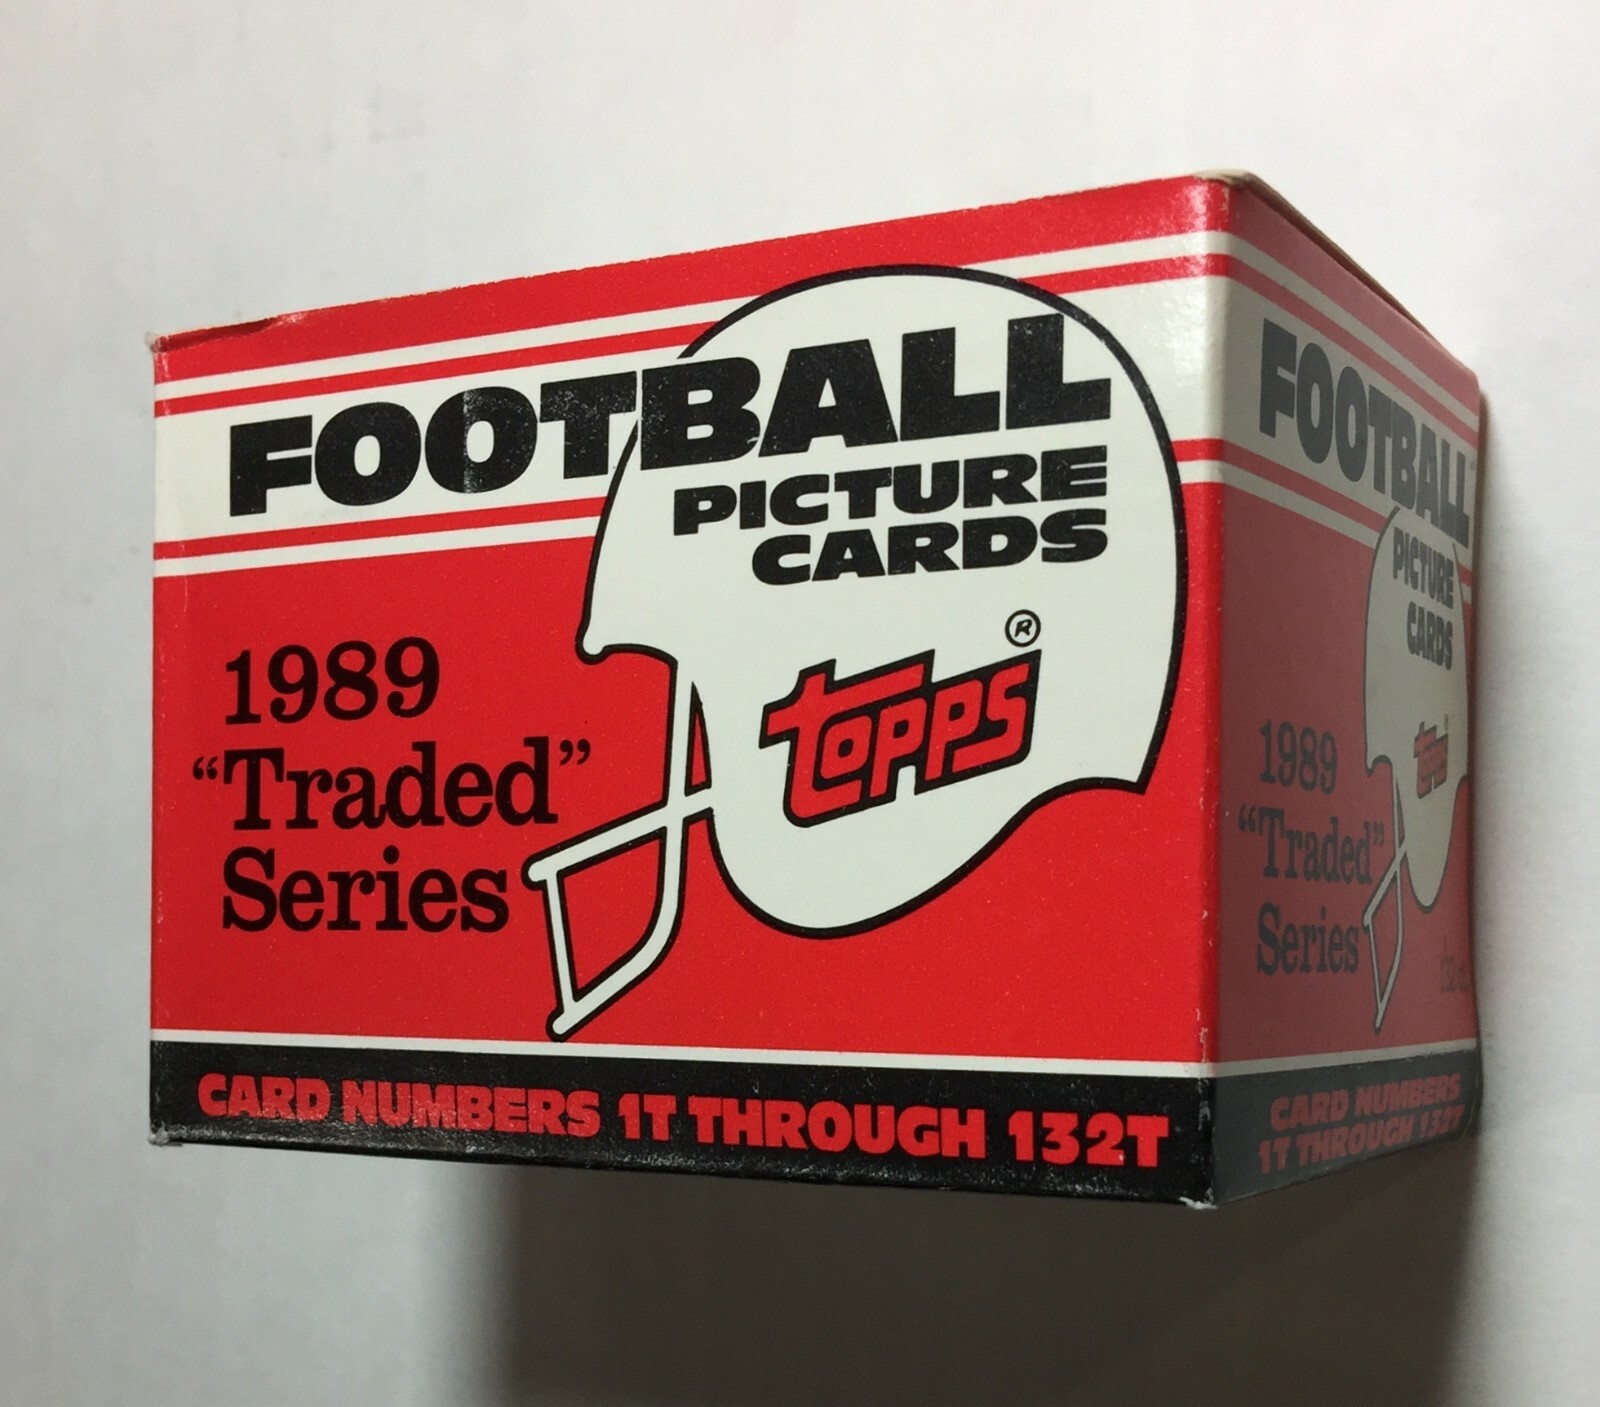 FOOTBALL
PICTURE
CARDS
®
topps
1989
“Traded”
Series
CARD NUMBERS 1T THROUGH 132T
FOOTBALL
PICTURE
CARDS
topps
1989
“Traded”
Series
CARD NUMBERS
1T THROUGH 132T